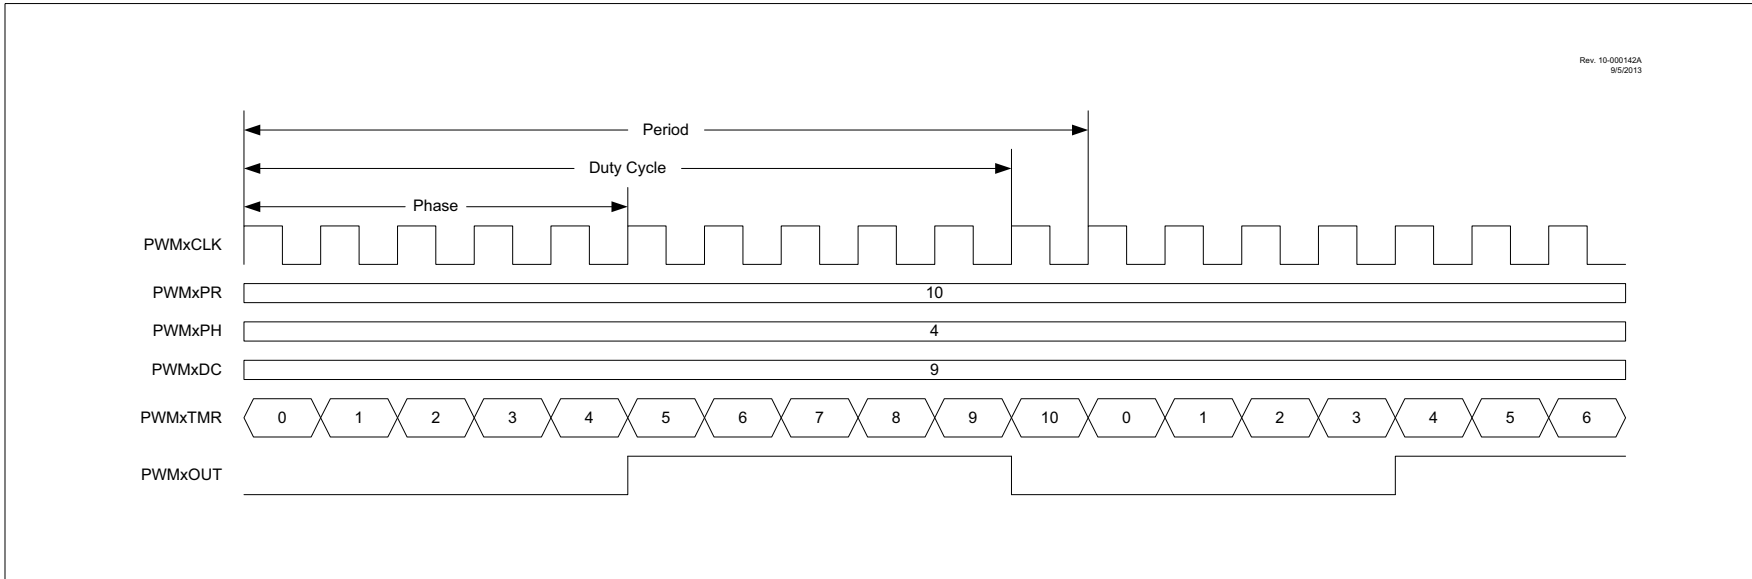 Rev. 10-000142A
9/5/2013
Period
Duty Cycle
Phase
PWMxCLK
PWMxPR
10
PWMxPH
4
PWMxDC
9
PWMxTMR 0 1 2 3 4 5 6 7 8 9 10 0 1 2 3 4 5 6
PWMxOUT